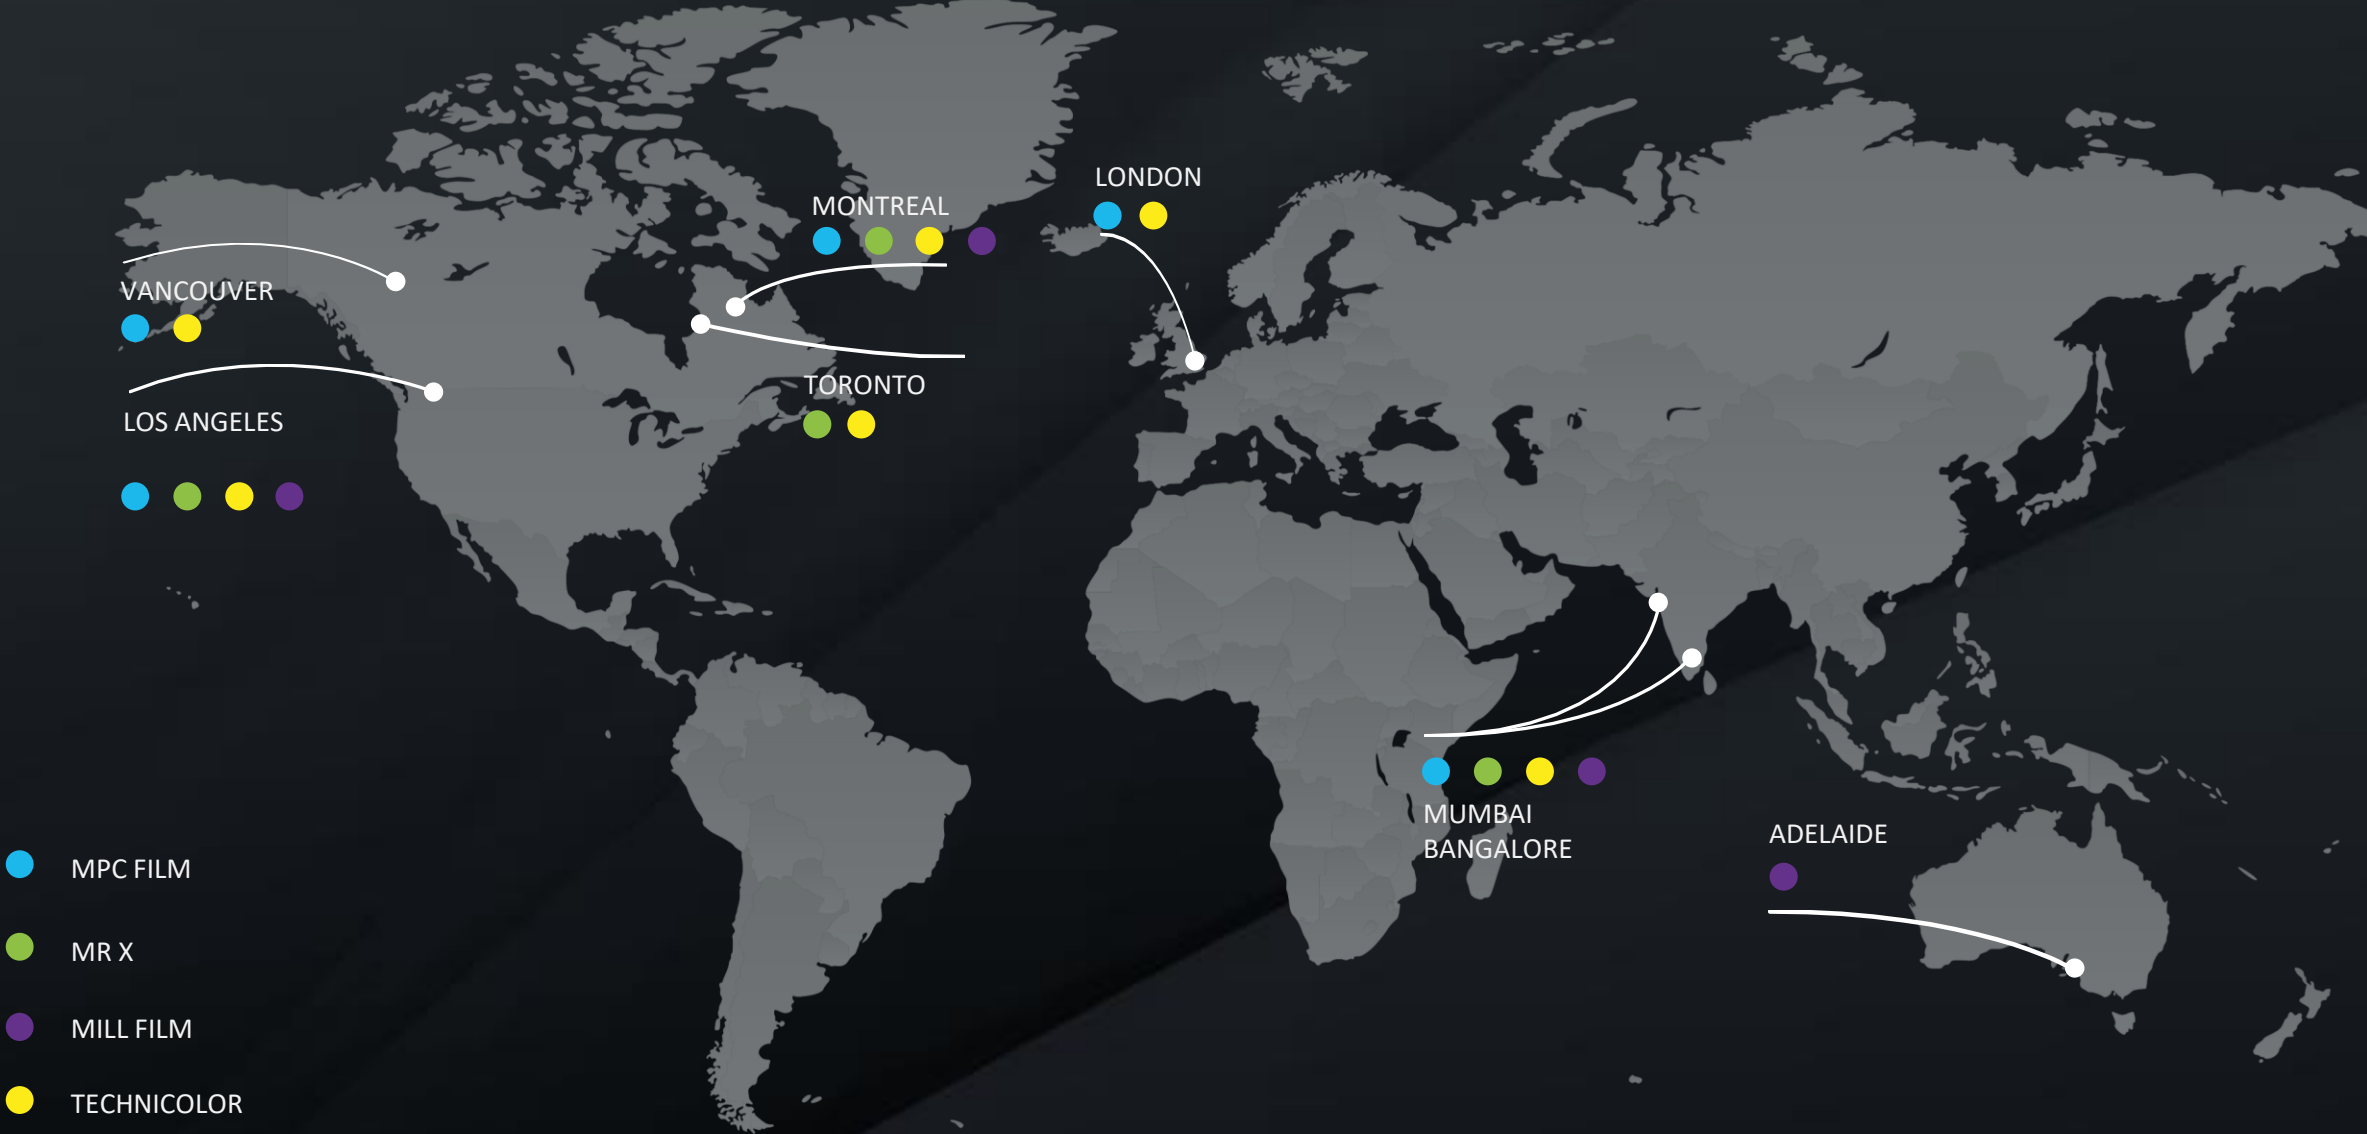 LONDON
MONTREAL
VANCOUVER
TORONTO
LOS ANGELES
MUMBAI
BANGALORE
ADELAIDE
MPC FILM
MR X
MILL FILM
TECHNICOLOR